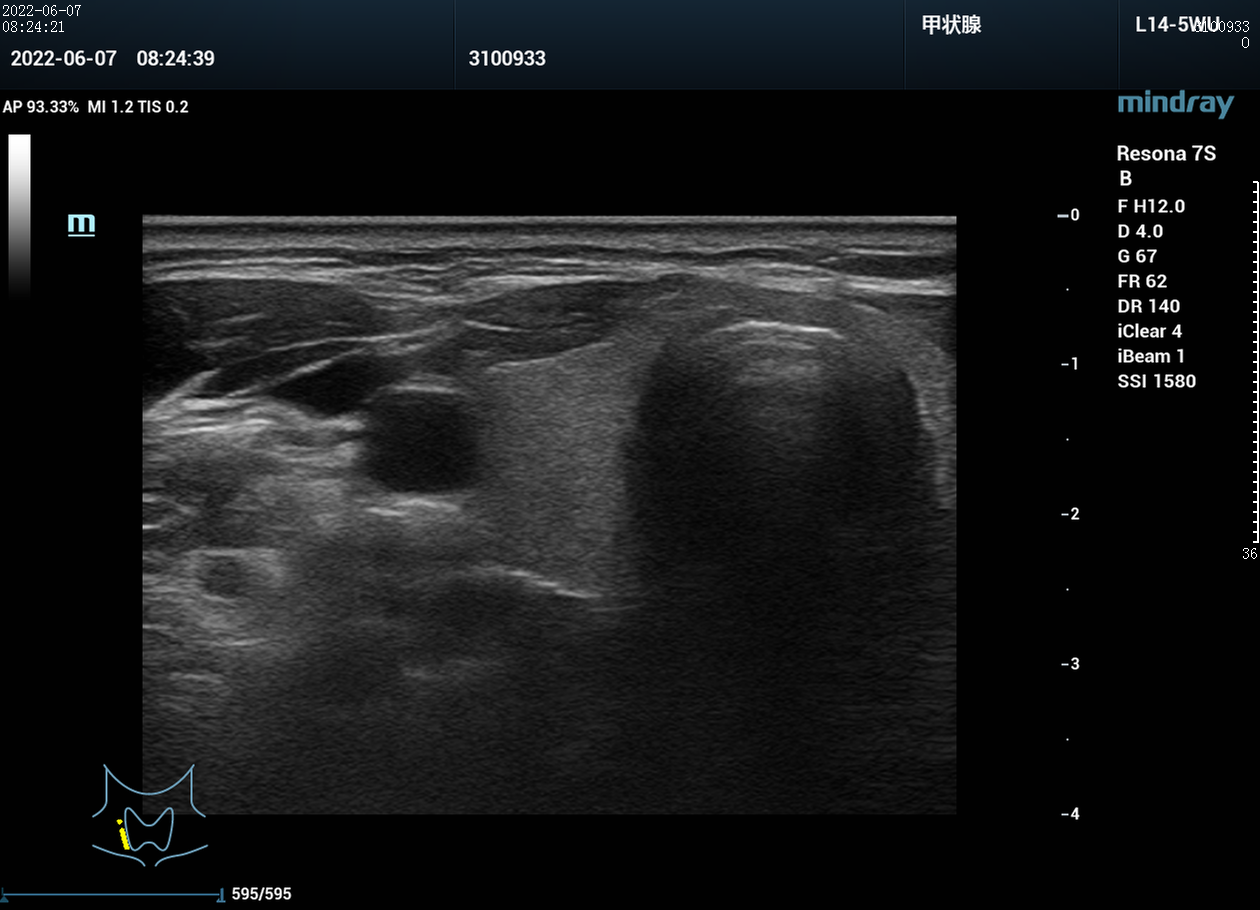 2022-06-07
08:24:21
2022-06-07 08:24:39
3100933
甲状腺
L14-5WU
3100933
0
AP 93.33% MI 1.2 TIS 0.2
mindray
m
Resona 7S
B
F H12.0
D 4.0
G 67
FR 62
DR 140
iClear 4
iBeam 1
SSI 1580
0
-1
-2
-3
-4
36
595/595